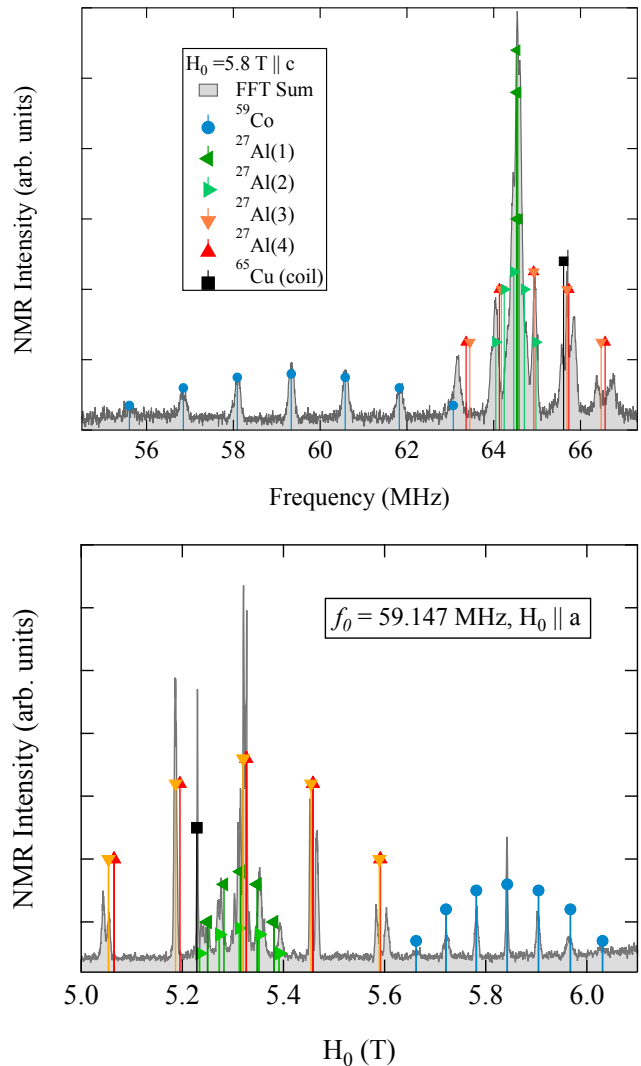 H₀ =5.8 T || c
FFT Sum
⁵⁹Co
²⁷Al(1)
²⁷Al(2)
²⁷Al(3)
²⁷Al(4)
⁶⁵Cu (coil)
NMR Intensity (arb. units)
56 58 60 62 64 66
Frequency (MHz)
f₀ = 59.147 MHz, H₀ || a
NMR Intensity (arb. units)
5.0 5.2 5.4 5.6 5.8 6.0
H₀ (T)